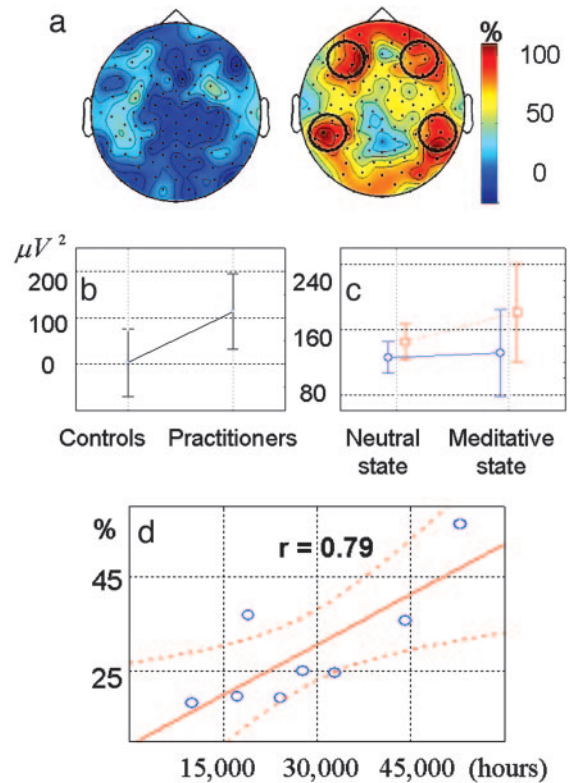 a
%
100
50
0
μV²
200
100
0
b
Controls Practitioners
240
160
80
c
Neutral state
Meditative state
%
45
25
d
r = 0.79
15,000 30,000 45,000 (hours)